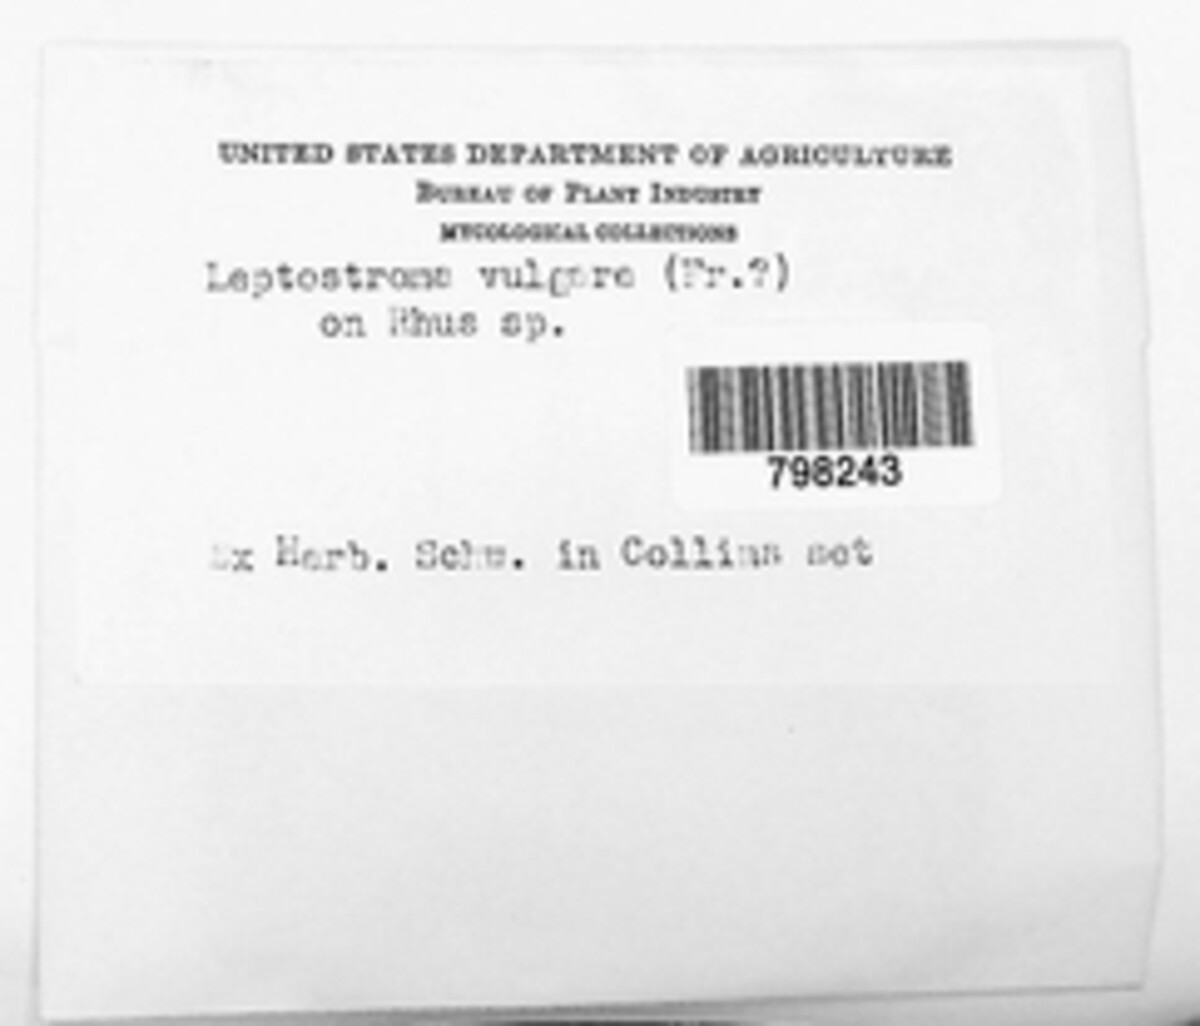 UNITED STATES DEPARTMENT OF AGRICULTURE
BUREAU OF PLANT INDUSTRY
MYCOLOGICAL COLLECTIONS
Leptostroma vulgare (Fr.?)
on Rhus sp.
798243
Ex Herb. Schw. in Collins set